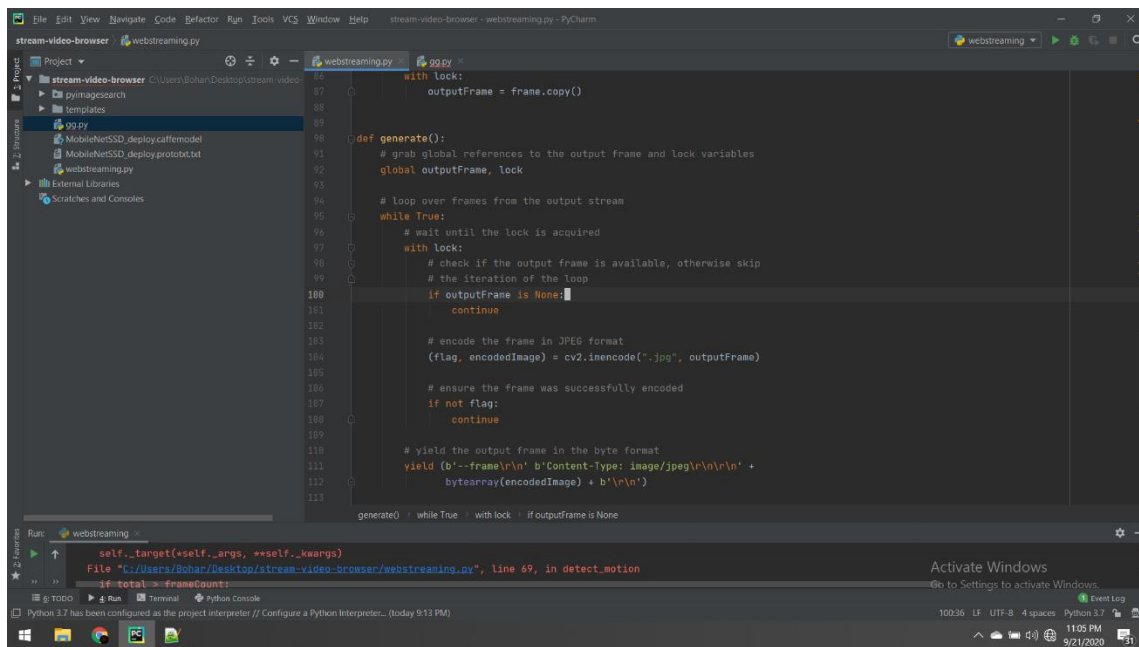 File Edit View Navigate Code Refactor Run Tools VCS Window Help stream-video-browser - webstreaming.py - PyCharm
stream-video-browser webstreaming.py webstreaming
1: Project
Project
webstreaming.py gg.py
stream-video-browser C:\Users\Bohar\Desktop\stream-video-
pyimagesearch
templates
gg.py
MobileNetSSD_deploy.caffemodel
MobileNetSSD_deploy.prototxt.txt
webstreaming.py
External Libraries
Scratches and Consoles
Z: Structure
86 with lock:
87 outputFrame = frame.copy()
88
89
90 def generate():
91 # grab global references to the output frame and lock variables
92 global outputFrame, lock
93
94 # loop over frames from the output stream
95 while True:
96 # wait until the lock is acquired
97 with lock:
98 # check if the output frame is available, otherwise skip
99 # the iteration of the loop
100 if outputFrame is None:
101 continue
102
103 # encode the frame in JPEG format
104 (flag, encodedImage) = cv2.imencode(".jpg", outputFrame)
105
106 # ensure the frame was successfully encoded
107 if not flag:
108 continue
109
110 # yield the output frame in the byte format
111 yield (b'--frame\r\n' b'Content-Type: image/jpeg\r\n\r\n' +
112 bytearray(encodedImage) + b'\r\n')
113
generate() while True with lock if outputFrame is None
2: Favorites
Run: webstreaming
self._target(*self._args, **self._kwargs)
File "C:/Users/Bohar/Desktop/stream-video-browser/webstreaming.py", line 69, in detect_motion
if total > frameCount:
Activate Windows
Go to Settings to activate Windows.
6: TODO 4: Run Terminal Python Console 1 Event Log
Python 3.7 has been configured as the project interpreter // Configure a Python Interpreter... (today 9:13 PM) 100:36 LF UTF-8 4 spaces Python 3.7
11:05 PM
9/21/2020
31